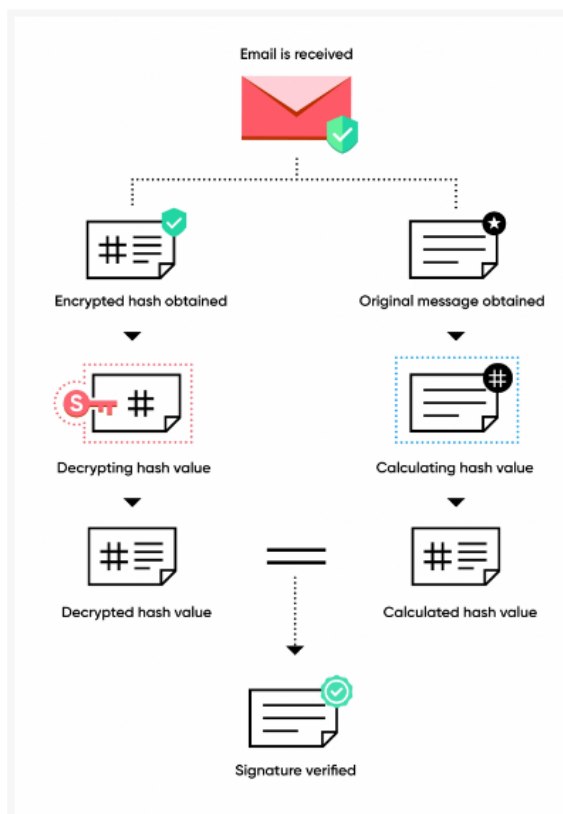 Email is received
Encrypted hash obtained
Original message obtained
S
Decrypting hash value
Calculating hash value
Decrypted hash value
Calculated hash value
Signature verified